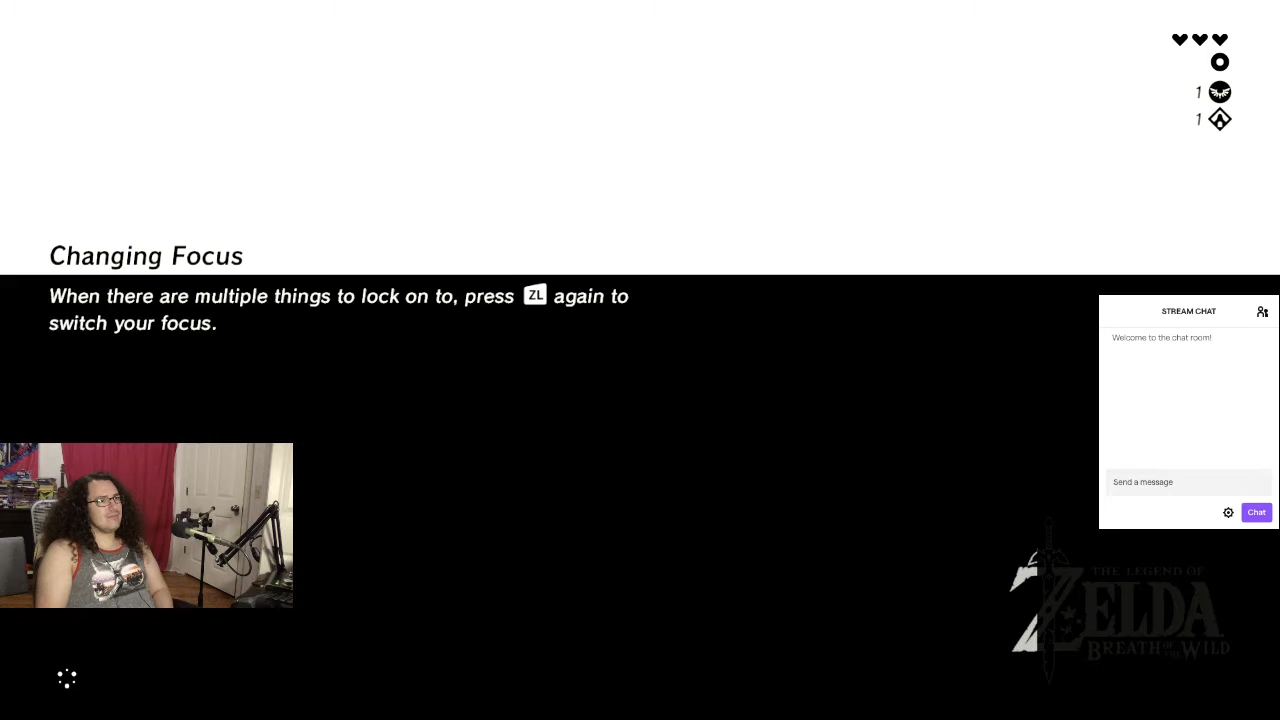 1
1
Changing Focus
When there are multiple things to lock on to, press ZL again to
switch your focus.
STREAM CHAT
Welcome to the chat room!
Send a message
Chat
THE LEGEND OF
ZELDA
BREATH OF THE WILD